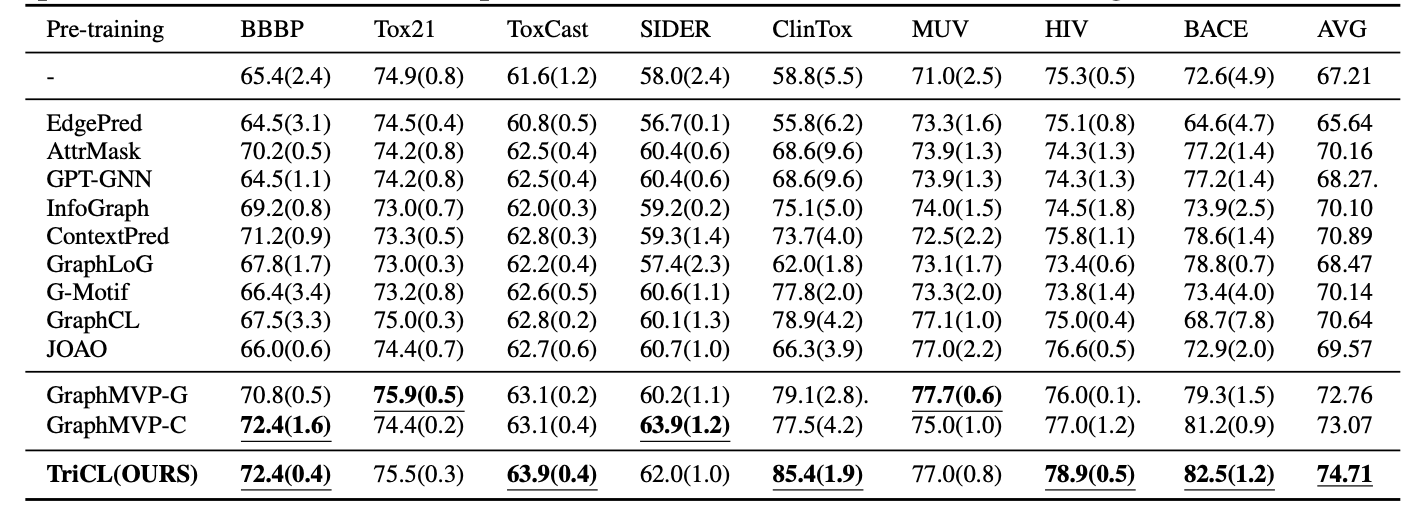 Pre-training BBBP Tox21 ToxCast SIDER ClinTox MUV HIV BACE AVG
- 65.4(2.4) 74.9(0.8) 61.6(1.2) 58.0(2.4) 58.8(5.5) 71.0(2.5) 75.3(0.5) 72.6(4.9) 67.21
EdgePred 64.5(3.1) 74.5(0.4) 60.8(0.5) 56.7(0.1) 55.8(6.2) 73.3(1.6) 75.1(0.8) 64.6(4.7) 65.64
AttrMask 70.2(0.5) 74.2(0.8) 62.5(0.4) 60.4(0.6) 68.6(9.6) 73.9(1.3) 74.3(1.3) 77.2(1.4) 70.16
GPT-GNN 64.5(1.1) 74.2(0.8) 62.5(0.4) 60.4(0.6) 68.6(9.6) 73.9(1.3) 74.3(1.3) 77.2(1.4) 68.27.
InfoGraph 69.2(0.8) 73.0(0.7) 62.0(0.3) 59.2(0.2) 75.1(5.0) 74.0(1.5) 74.5(1.8) 73.9(2.5) 70.10
ContextPred 71.2(0.9) 73.3(0.5) 62.8(0.3) 59.3(1.4) 73.7(4.0) 72.5(2.2) 75.8(1.1) 78.6(1.4) 70.89
GraphLoG 67.8(1.7) 73.0(0.3) 62.2(0.4) 57.4(2.3) 62.0(1.8) 73.1(1.7) 73.4(0.6) 78.8(0.7) 68.47
G-Motif 66.4(3.4) 73.2(0.8) 62.6(0.5) 60.6(1.1) 77.8(2.0) 73.3(2.0) 73.8(1.4) 73.4(4.0) 70.14
GraphCL 67.5(3.3) 75.0(0.3) 62.8(0.2) 60.1(1.3) 78.9(4.2) 77.1(1.0) 75.0(0.4) 68.7(7.8) 70.64
JOAO 66.0(0.6) 74.4(0.7) 62.7(0.6) 60.7(1.0) 66.3(3.9) 77.0(2.2) 76.6(0.5) 72.9(2.0) 69.57
GraphMVP-G 70.8(0.5) 75.9(0.5) 63.1(0.2) 60.2(1.1) 79.1(2.8). 77.7(0.6) 76.0(0.1). 79.3(1.5) 72.76
GraphMVP-C 72.4(1.6) 74.4(0.2) 63.1(0.4) 63.9(1.2) 77.5(4.2) 75.0(1.0) 77.0(1.2) 81.2(0.9) 73.07
TriCL(OURS) 72.4(0.4) 75.5(0.3) 63.9(0.4) 62.0(1.0) 85.4(1.9) 77.0(0.8) 78.9(0.5) 82.5(1.2) 74.71